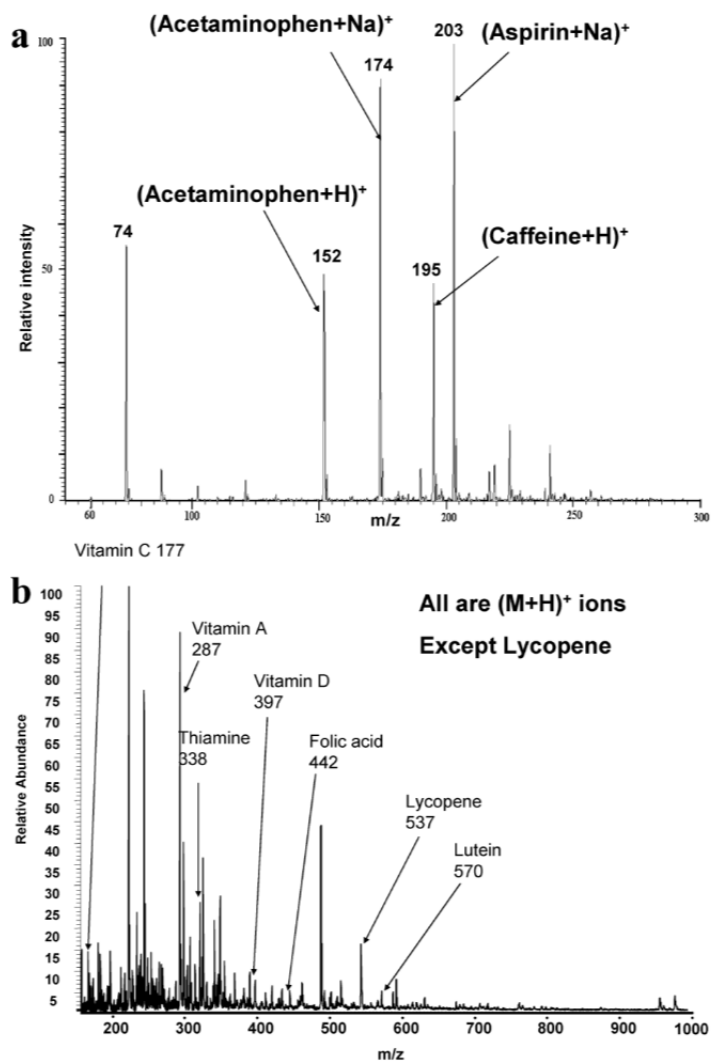 a
(Acetaminophen+Na)⁺
203
(Aspirin+Na)⁺
174
(Acetaminophen+H)⁺
74
152
195
(Caffeine+H)⁺
Relative intensity
100
50
0
60
100
150
200
250
300
m/z
Vitamin C 177
b
All are (M+H)⁺ ions
Except Lycopene
Vitamin A
287
Vitamin D
397
Thiamine
338
Folic acid
442
Lycopene
537
Lutein
570
Relative Abundance
100
95
90
85
80
75
70
65
60
55
50
45
40
35
30
25
20
15
10
5
200
300
400
500
600
700
800
900
1000
m/z